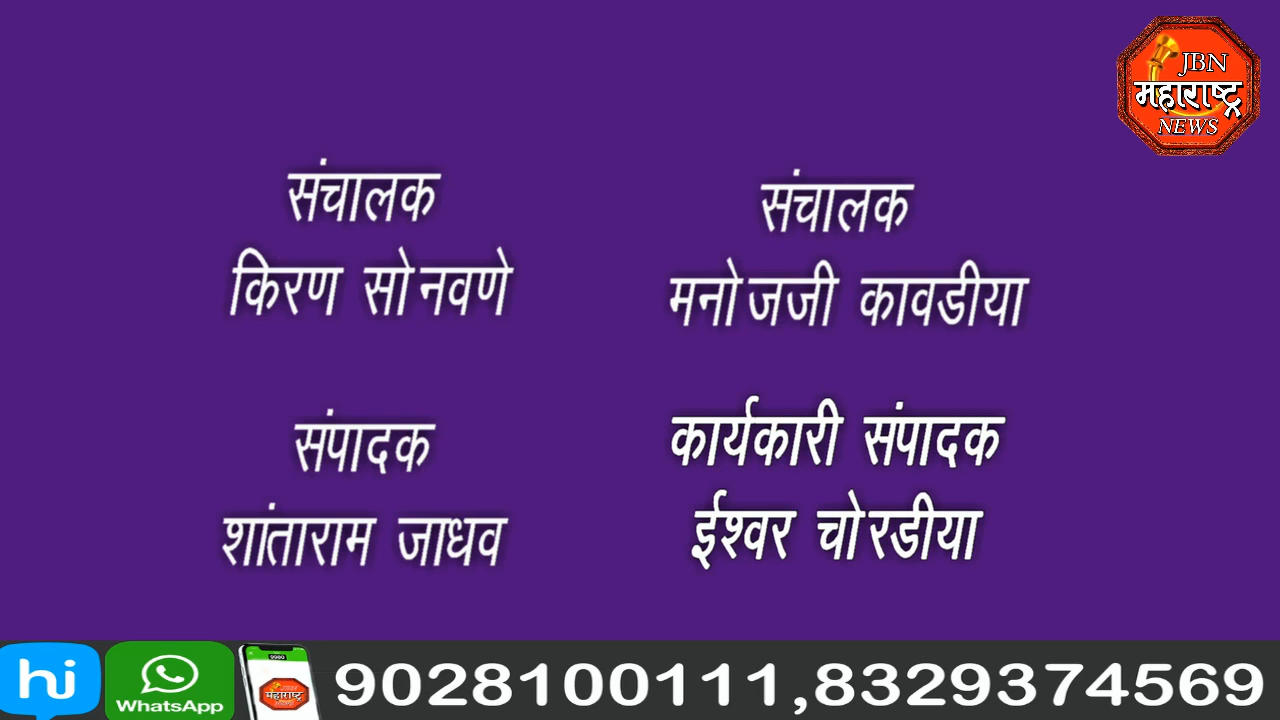 JBN
महाराष्ट्र
NEWS
संचालक
किरण सोनवणे
संचालक
मनोजजी कावडीया
संपादक
शांताराम जाधव
कार्यकारी संपादक
ईश्वर चोरडीया
hi
WhatsApp
महाराष्ट्र
9028100111,8329374569